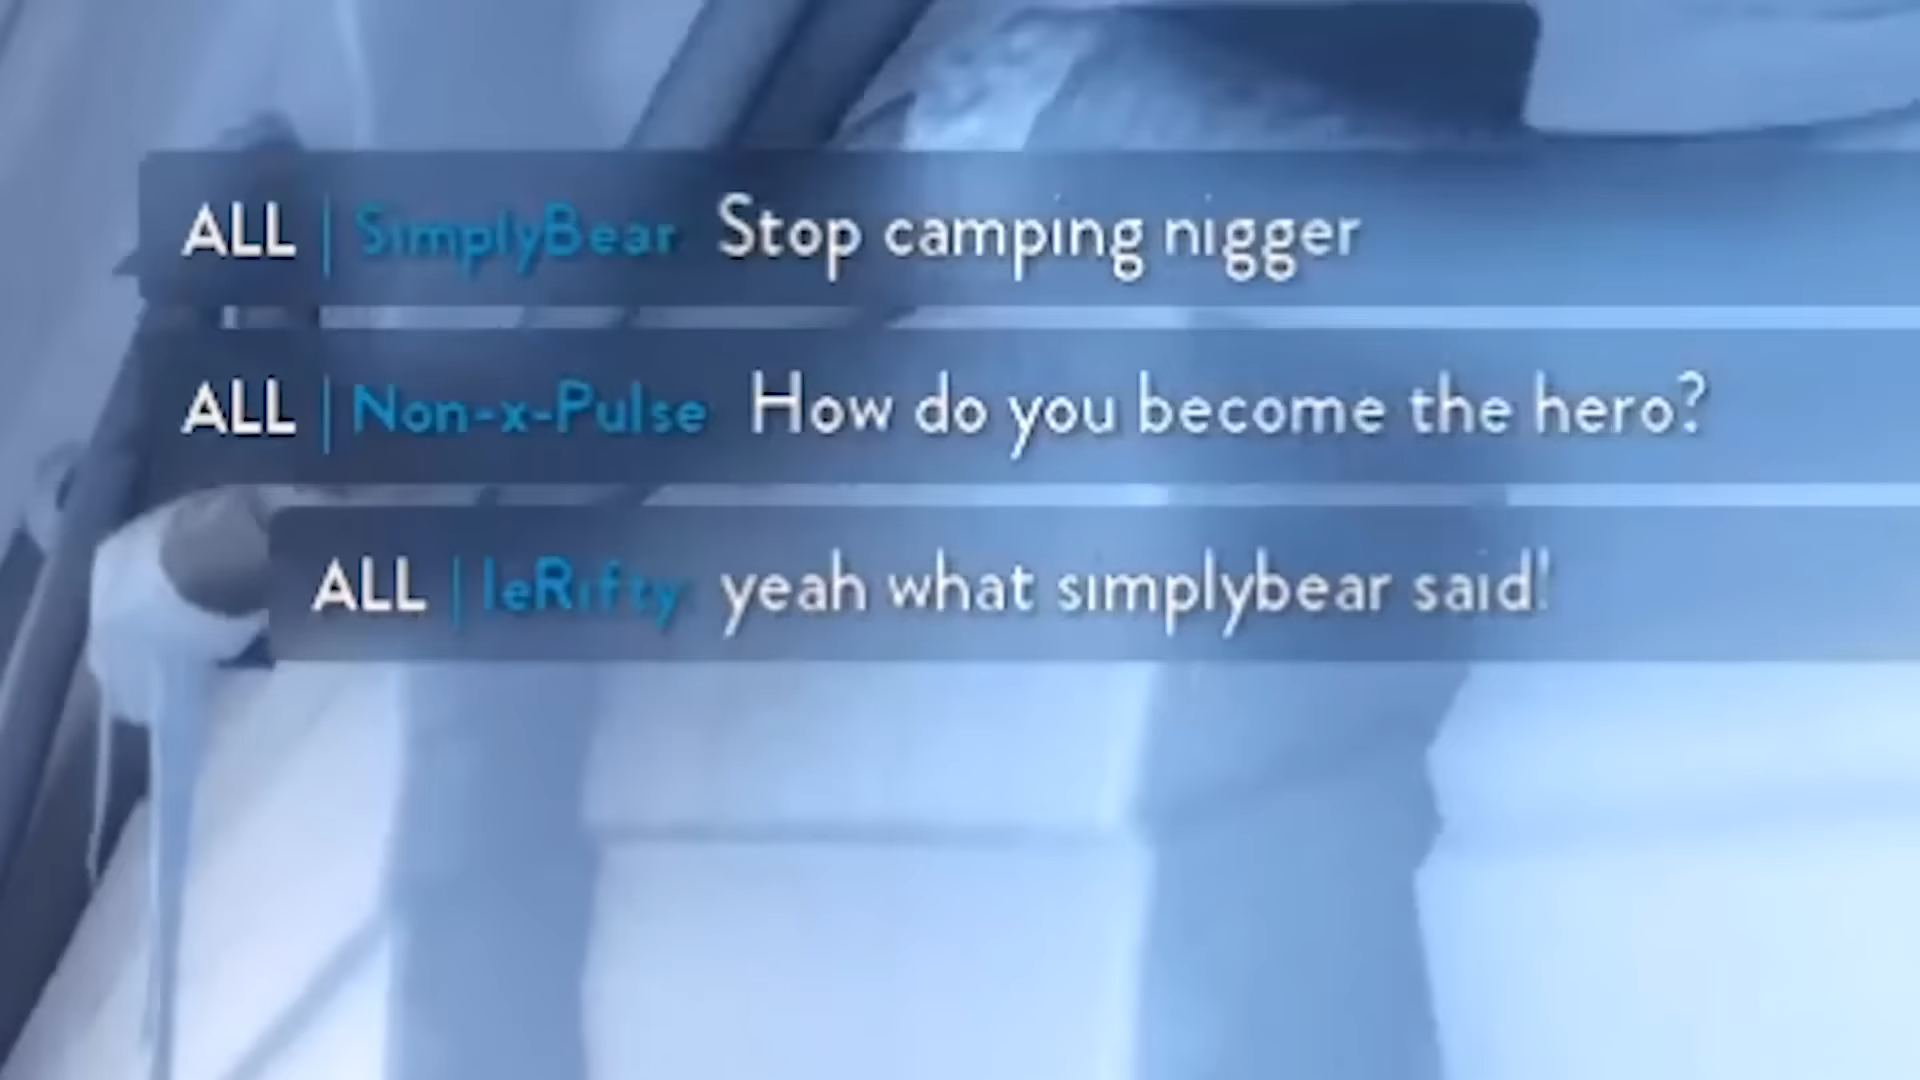 ALL | SimplyBear Stop camping nigger
ALL | Non-x-Pulse How do you become the hero?
ALL | leRifty yeah what simplybear said!